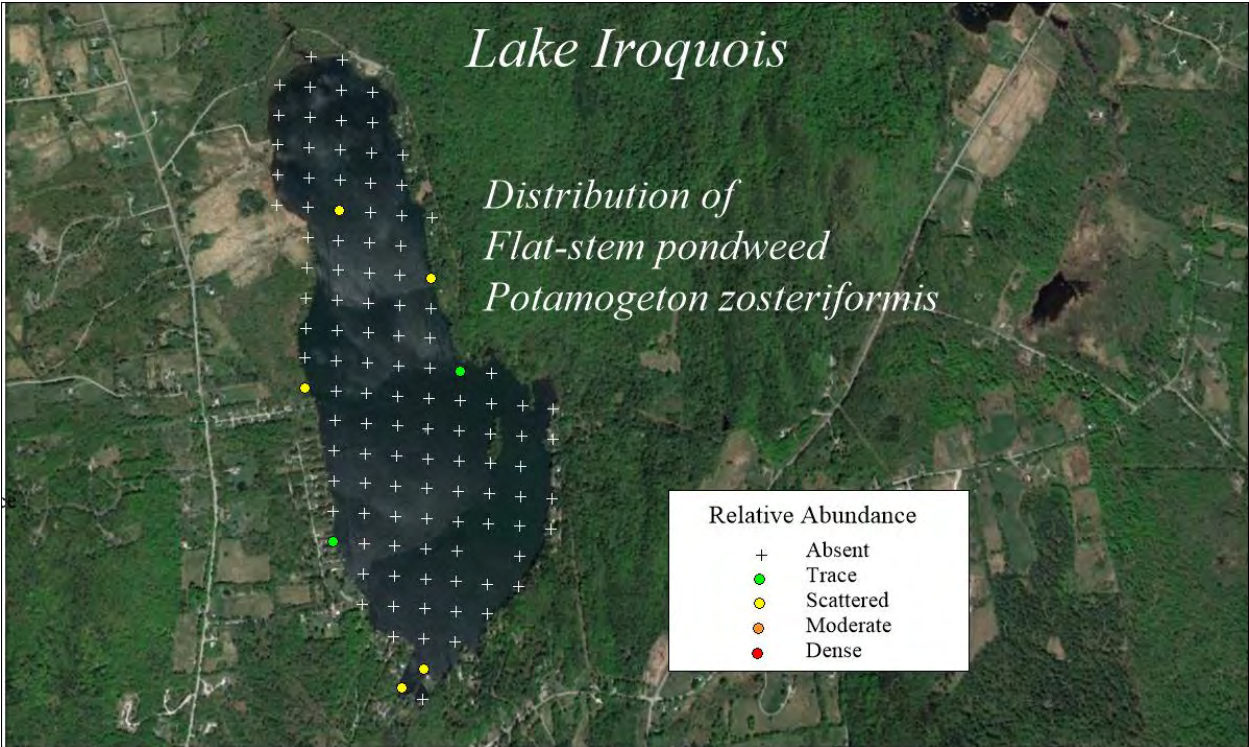 Lake Iroquois
Distribution of
Flat-stem pondweed
Potamogeton zosteriformis
Relative Abundance
Absent
Trace
Scattered
Moderate
Dense